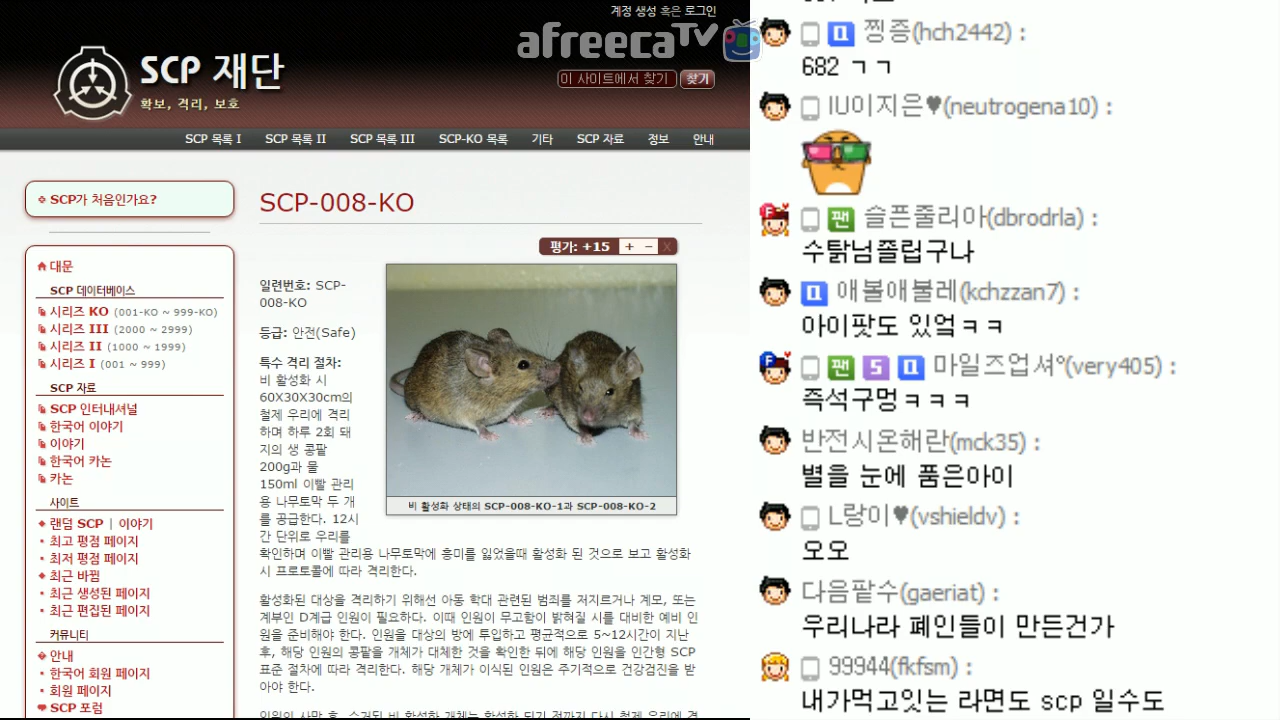 계정 생성 혹은 로그인
afreecaTV
SCP 재단
확보, 격리, 보호
이 사이트에서 찾기
찾기
SCP 목록 I
SCP 목록 II
SCP 목록 III
SCP-KO 목록
기타
SCP 자료
정보
안내
SCP가 처음인가요?
대문
SCP 데이터베이스
시리즈 KO (001-KO ~ 999-KO)
시리즈 III (2000 ~ 2999)
시리즈 II (1000 ~ 1999)
시리즈 I (001 ~ 999)
SCP 자료
SCP 인터내셔널
한국어 이야기
이야기
한국어 카논
카논
사이트
랜덤 SCP | 이야기
최고 평점 페이지
최저 평점 페이지
최근 바뀜
최근 생성된 페이지
최근 편집된 페이지
커뮤니티
안내
한국어 회원 페이지
회원 페이지
SCP 포럼
SCP-008-KO
평가: +15 + − X
일련번호: SCP-
008-KO
등급: 안전(Safe)
특수 격리 절차:
비 활성화 시
60X30X30cm의
철제 우리에 격리
하며 하루 2회 돼
지의 생 콩팥
200g과 물
150ml 이빨 관리
용 나무토막 두 개
를 공급한다. 12시
간 단위로 우리를
확인하며 이빨 관리용 나무토막에 흥미를 잃었을때 활성화 된 것으로 보고 활성화
시 프로토콜에 따라 격리한다.
비 활성화 상태의 SCP-008-KO-1과 SCP-008-KO-2
활성화된 대상을 격리하기 위해선 아동 학대 관련된 범죄를 저지르거나 계모, 또는
계부인 D계급 인원이 필요하다. 이때 인원이 무고함이 밝혀질 시를 대비한 예비 인
원을 준비해야 한다. 인원을 대상의 방에 투입하고 평균적으로 5~12시간이 지난
후, 해당 인원의 콩팥을 개체가 대체한 것을 확인한 뒤에 해당 인원을 인간형 SCP
표준 절차에 따라 격리한다. 해당 개체가 이식된 인원은 주기적으로 건강검진을 받
아야 한다.
찡증(hch2442) :
682 ㄱㄱ
IU이지은♥(neutrogena10) :
팬 슬픈줄리아(dbrodrla) :
수탉넘쫄립구나
애볼애불레(kchzzan7) :
아이팟도 있엌ㅋㅋ
팬 S 마일즈업셔°(very405) :
즉석구멍ㅋㅋㅋ
반전시온해란(mck35) :
별을 눈에 품은아이
L랑이♥(vshieldv) :
오오
다음팥수(gaeriat) :
우리나라 폐인들이 만든건가
99944(fkfsm) :
내가먹고잇는 라면도 scp 일수도